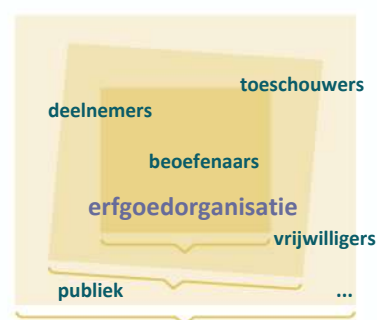 toeschouwers
deelnemers
beoefenaars
erfgoedorganisatie
vrijwilligers
publiek ...